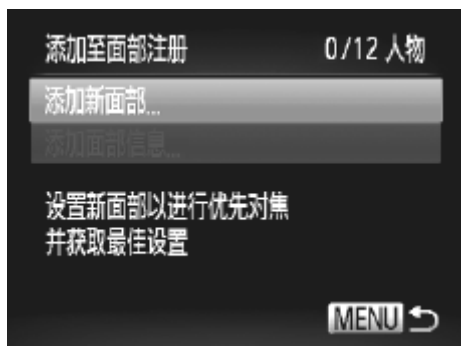 添加至面部注册 0/12 人物
添加新面部...
添加面部信息...
设置新面部以进行优先对焦
并获取最佳设置
MENU